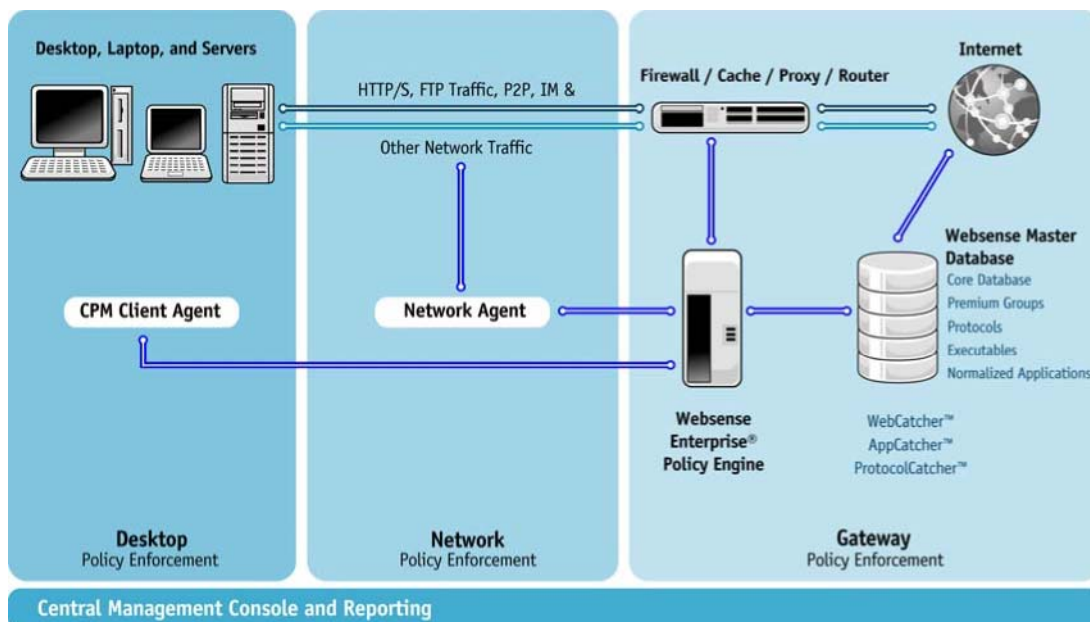 Desktop, Laptop, and Servers
HTTP/S, FTP Traffic, P2P, IM &
Other Network Traffic
Firewall / Cache / Proxy / Router
Internet
CPM Client Agent
Network Agent
Websense
Enterprise®
Policy Engine
Websense Master
Database
Core Database
Premium Groups
Protocols
Executables
Normalized Applications
WebCatcher™
AppCatcher™
ProtocolCatcher™
Desktop
Policy Enforcement
Network
Policy Enforcement
Gateway
Policy Enforcement
Central Management Console and Reporting